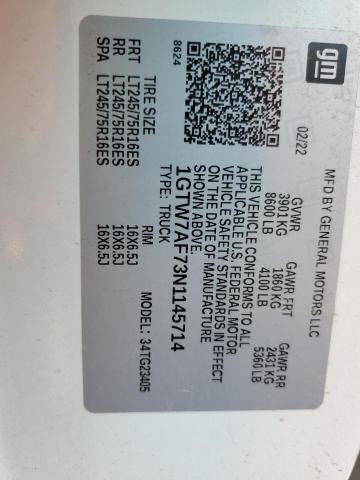 gm
MFD BY GENERAL MOTORS LLC
02/22
GVWR GAWR FRT GAWR RR
3901 KG 1860 KG 2431 KG
8600 LB 4100 LB 5360 LB
THIS VEHICLE CONFORMS TO ALL
APPLICABLE U.S. FEDERAL MOTOR
VEHICLE SAFETY STANDARDS IN EFFECT
ON THE DATE OF MANUFACTURE
SHOWN ABOVE.
1GTW7AF73N1145714
8624
TYPE: TRUCK MODEL: 34TG23405
TIRE SIZE RIM
FRT LT245/75R16ES 16X6.5J
RR LT245/75R16ES 16X6.5J
SPA LT245/75R16ES 16X6.5J